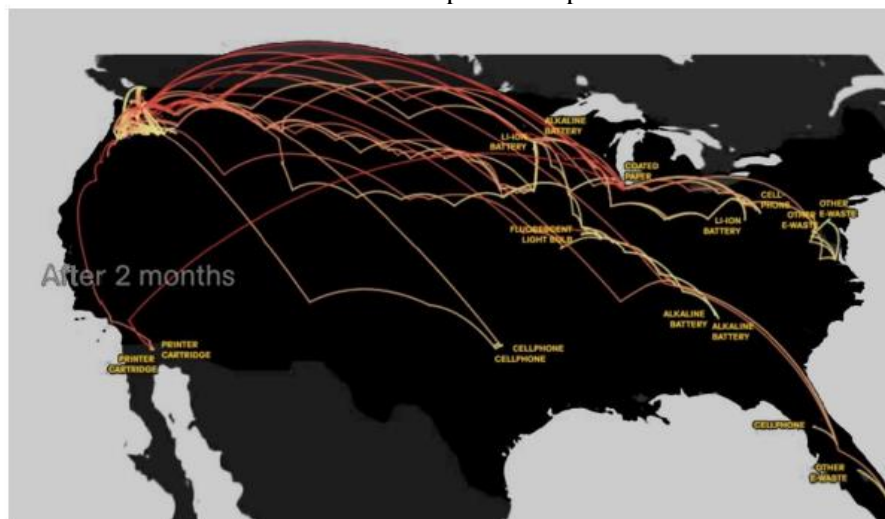 ALKALINE
BATTERY
LI-ION
BATTERY
COATED
PAPER
CELL-
PHONE
OTHER
E-WASTE
OTHER
E-WASTE
LI-ION
BATTERY
FLUORESCENT
LIGHT BULB
After 2 months
ALKALINE
BATTERY
ALKALINE
BATTERY
PRINTER
CARTRIDGE
PRINTER
CARTRIDGE
CELLPHONE
CELLPHONE
CELLPHONE
OTHER
E-WASTE